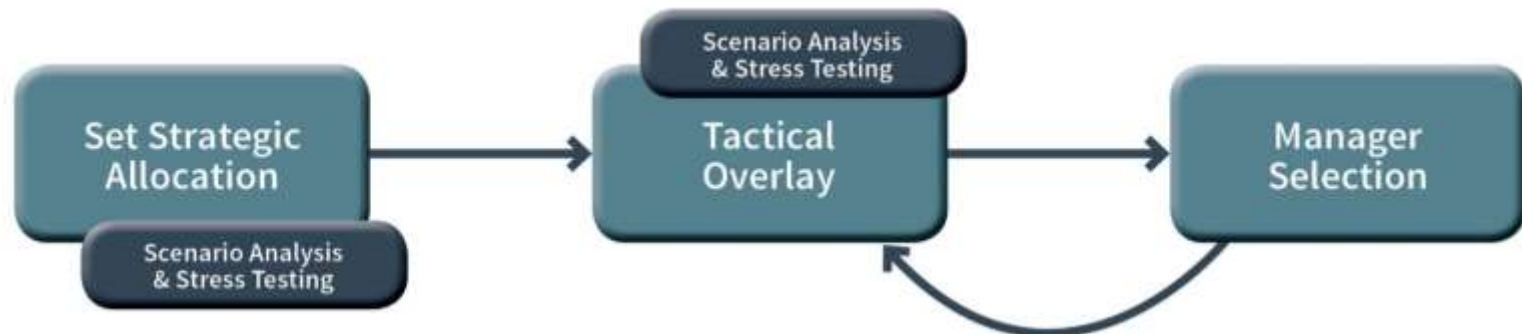 Set Strategic
Allocation
Scenario Analysis
& Stress Testing
Scenario Analysis
& Stress Testing
Tactical
Overlay
Manager
Selection